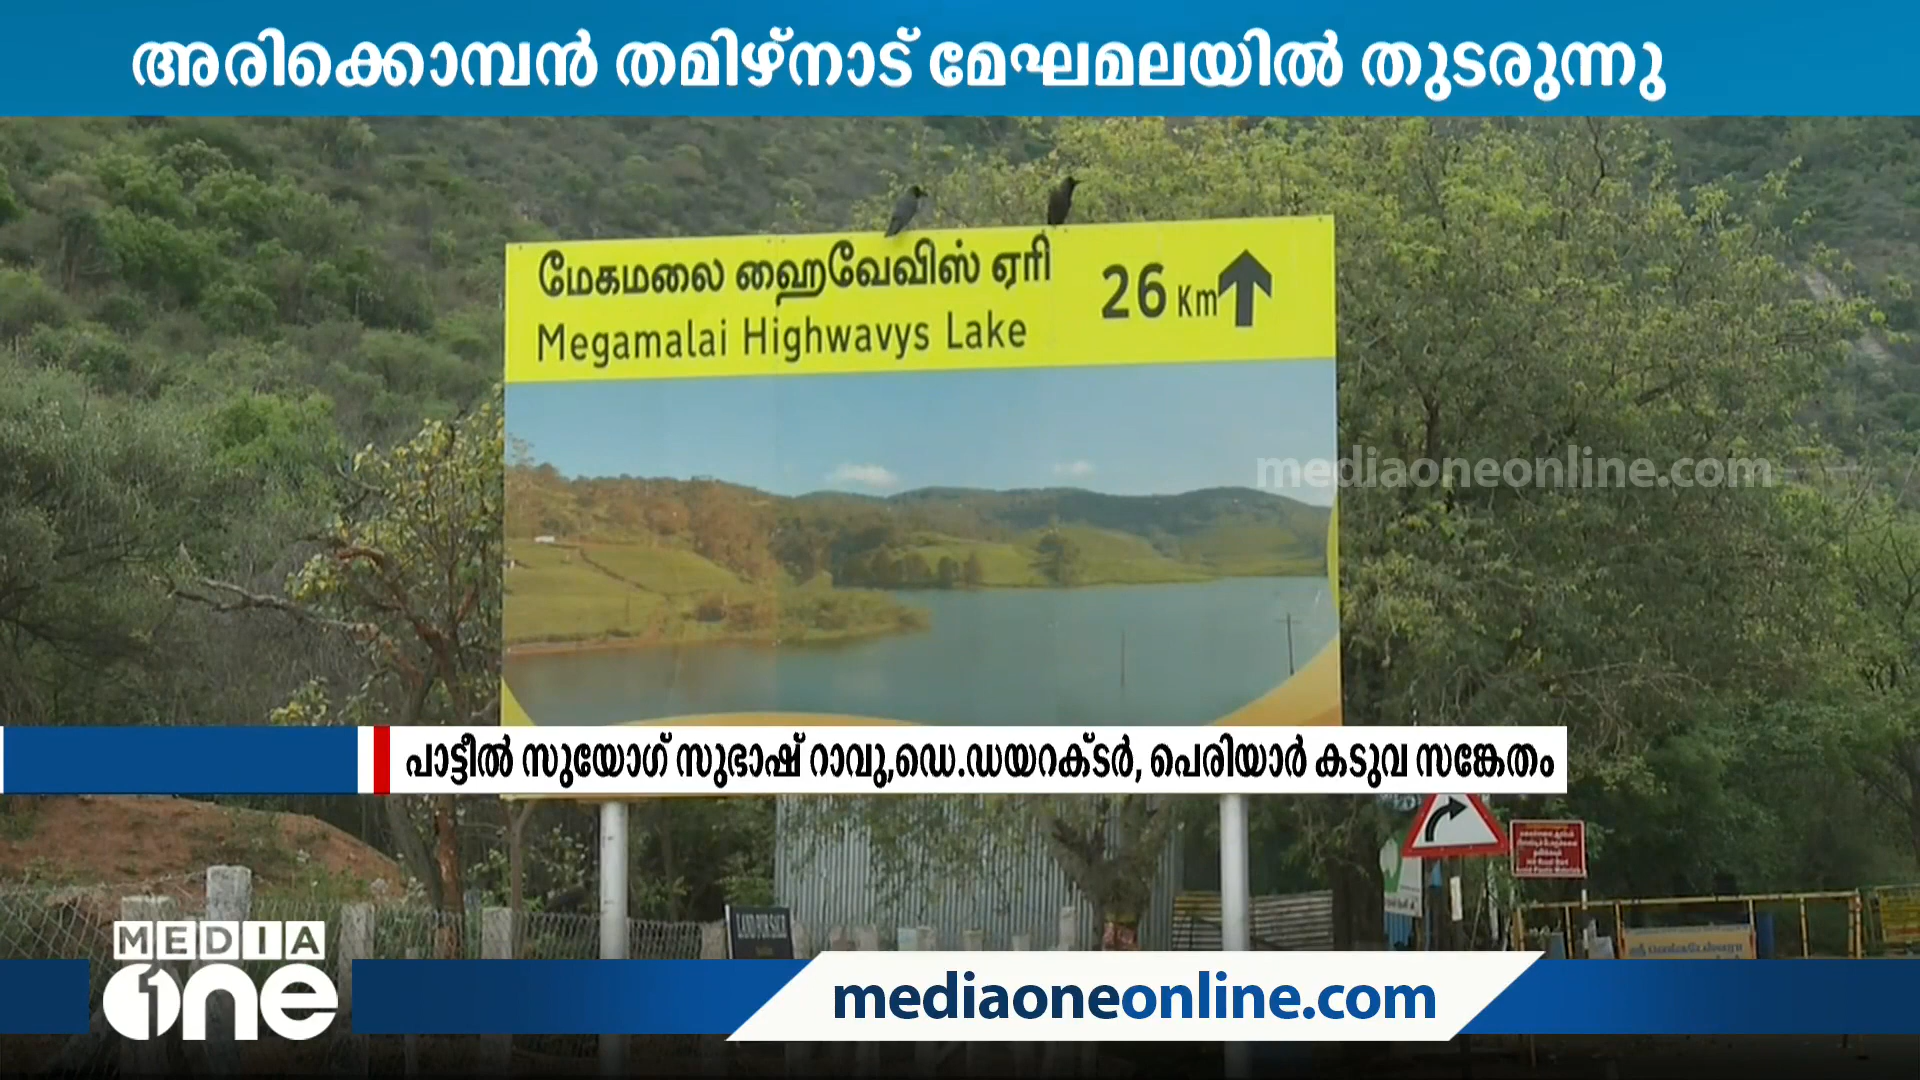 അരിക്കൊമ്പൻ തമിഴ്നാട് മേഘമലയിൽ തുടരുന്നു
மேகமலை ஹைவேவிஸ் ஏரி
Megamalai Highwavys Lake
26 Km
mediaoneonline.com
പാട്ടീൽ സുയോഗ് സുഭാഷ് റാവു,ഡെ.ഡയറക്ടർ, പെരിയാർ കടുവ സങ്കേതം
MEDIA
one
mediaoneonline.com